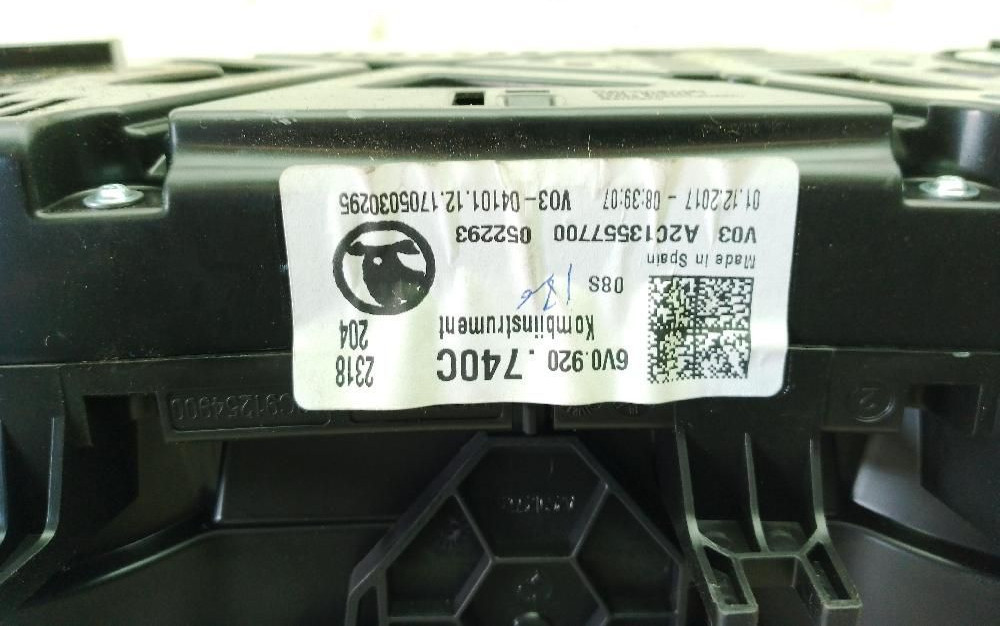 6V0.920 . 740C 2318
Kombiinstrument 204
08S
Made in Spain
V03 A2C13557700 052293
01.12.2017 - 08:39.07 V03-04101.12.1705030295
2